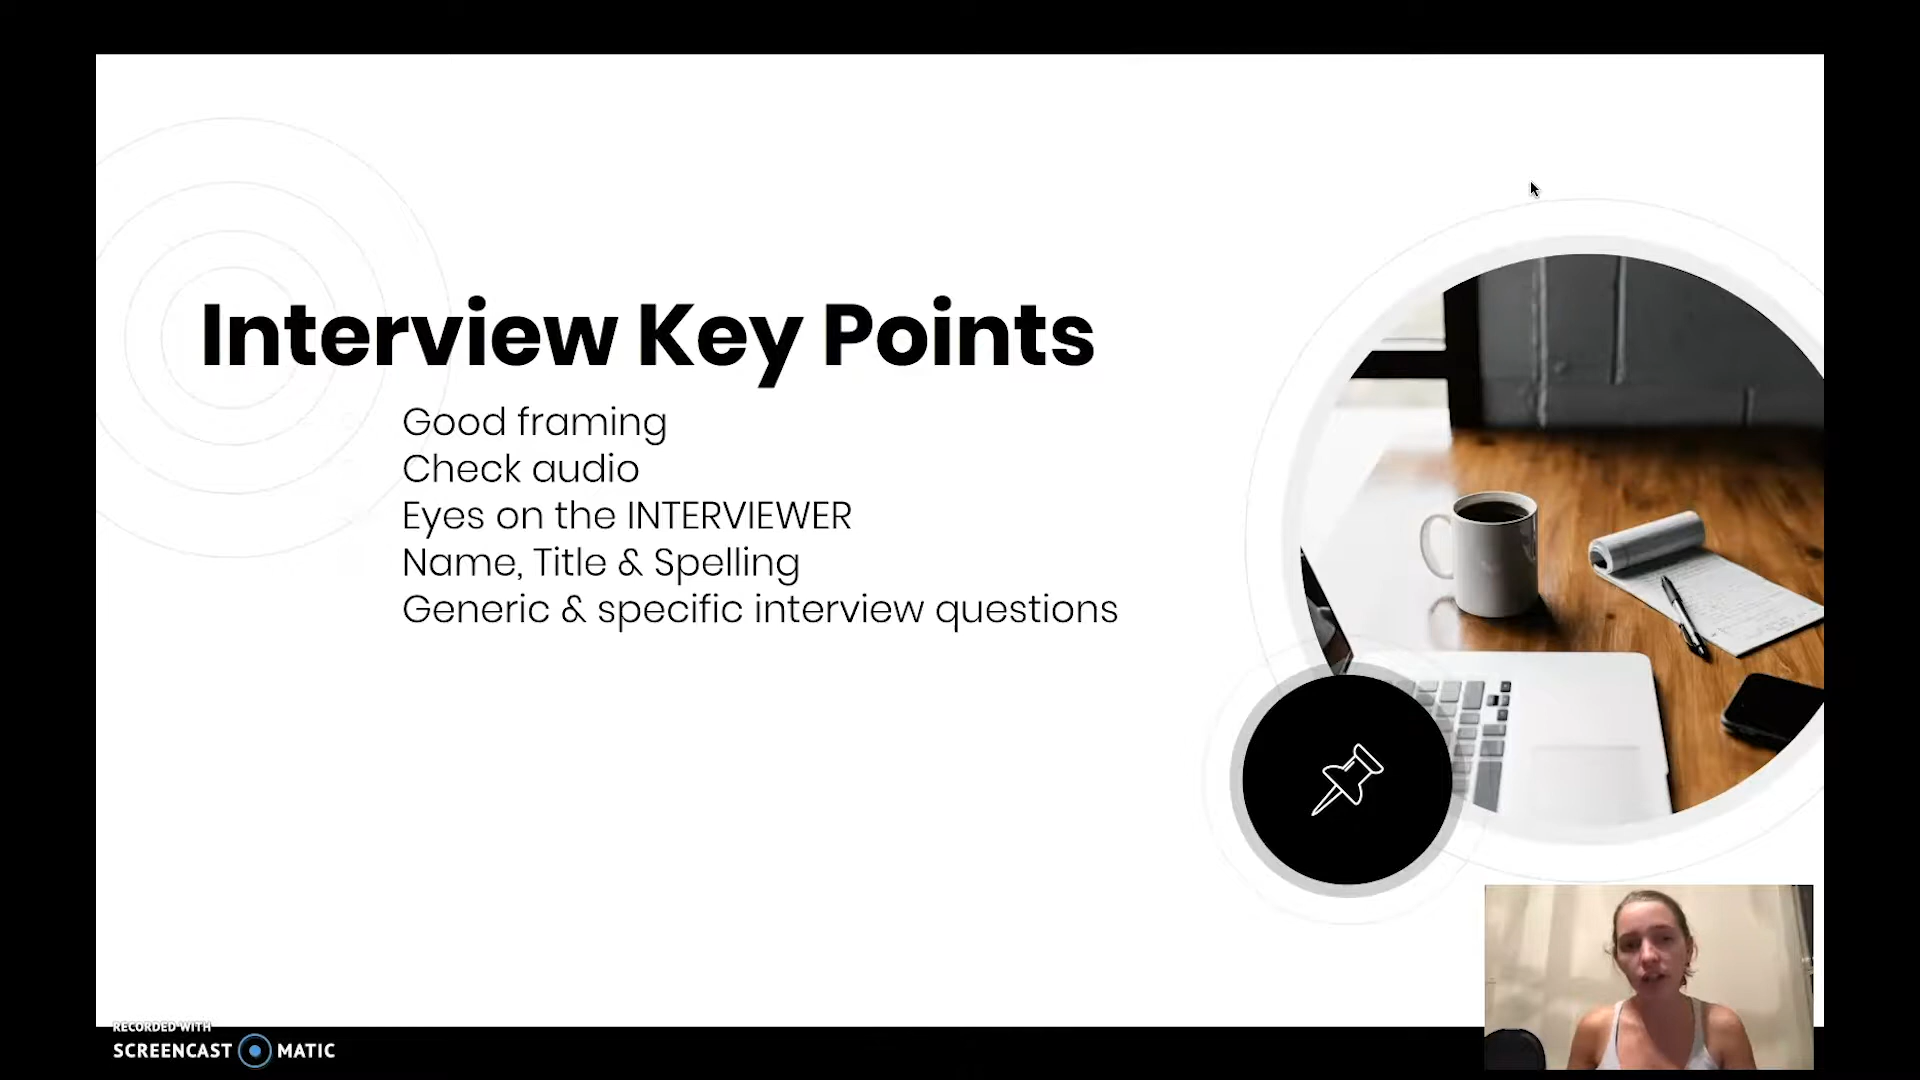 Interview Key Points
Good framing
Check audio
Eyes on the INTERVIEWER
Name, Title & Spelling
Generic & specific interview questions
RECORDED WITH
SCREENCAST MATIC